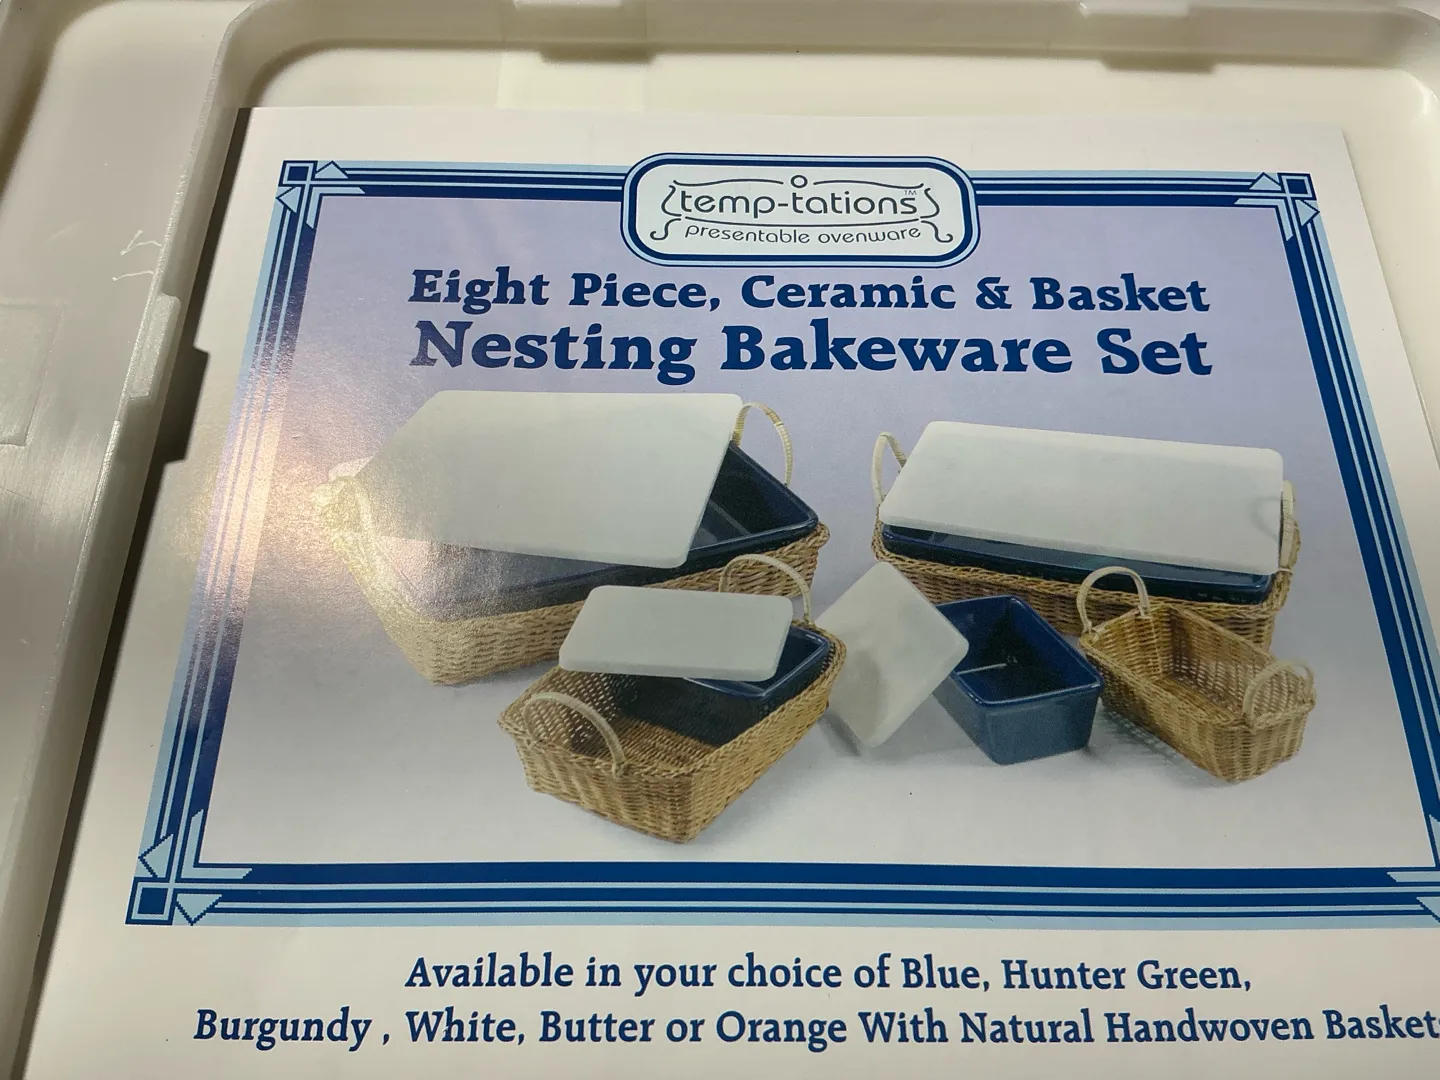 temp-tations™
presentable ovenware
Eight Piece, Ceramic & Basket
Nesting Bakeware Set
Available in your choice of Blue, Hunter Green,
Burgundy , White, Butter or Orange With Natural Handwoven Basket